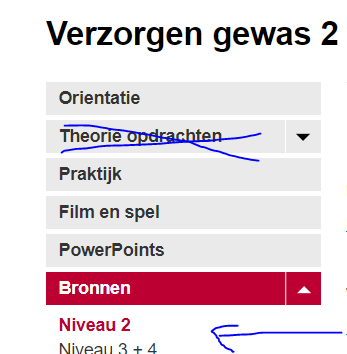 Verzorgen gewas 2
Orientatie
Theorie opdrachten
Praktijk
Film en spel
PowerPoints
Bronnen
Niveau 2
Niveau 3 + 4